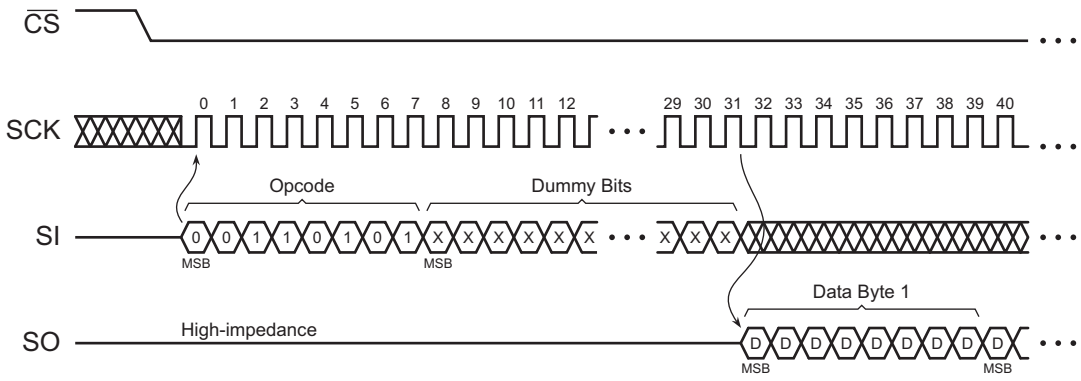 CS
0 1 2 3 4 5 6 7 8 9 10 11 12 29 30 31 32 33 34 35 36 37 38 39 40
SCK • • • • • •
Opcode Dummy Bits
SI 0 0 1 1 0 1 0 1 X X X X X X • • • X X X • • •
MSB MSB
Data Byte 1
High-impedance
SO D D D D D D D D D • • •
MSB MSB